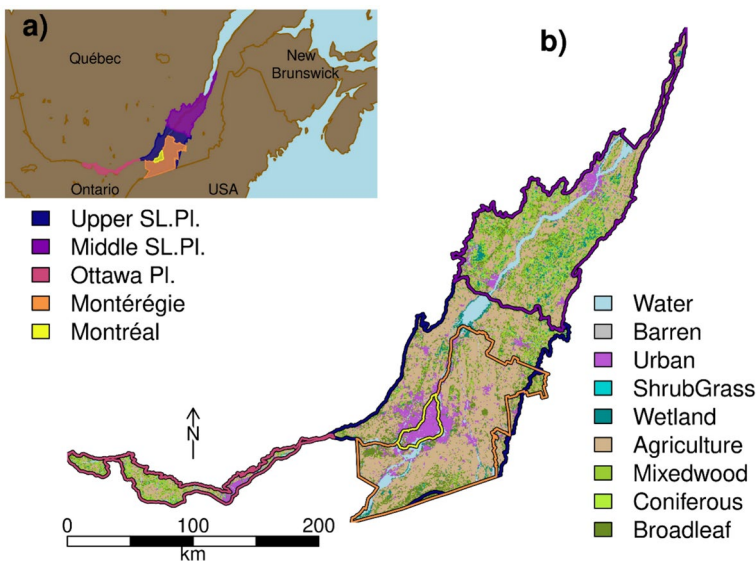 a)
Québec
New
Brunswick
Ontario
USA
Upper SL.Pl.
Middle SL.Pl.
Ottawa Pl.
Montérégie
Montréal
b)
Water
Barren
Urban
ShrubGrass
Wetland
Agriculture
Mixedwood
Coniferous
Broadleaf
N
0 100 200
km